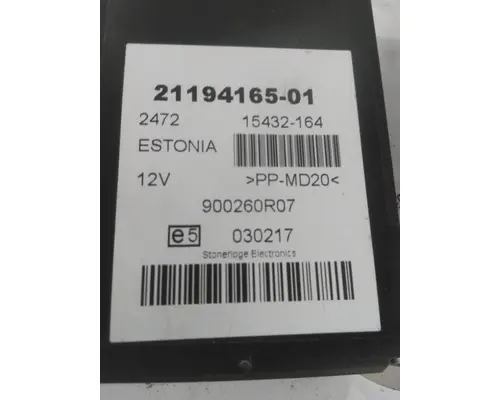 21194165-01
2472 15432-164
ESTONIA
12V >PP-MD20<
900260R07
e5 030217
Stoneridge Electronics